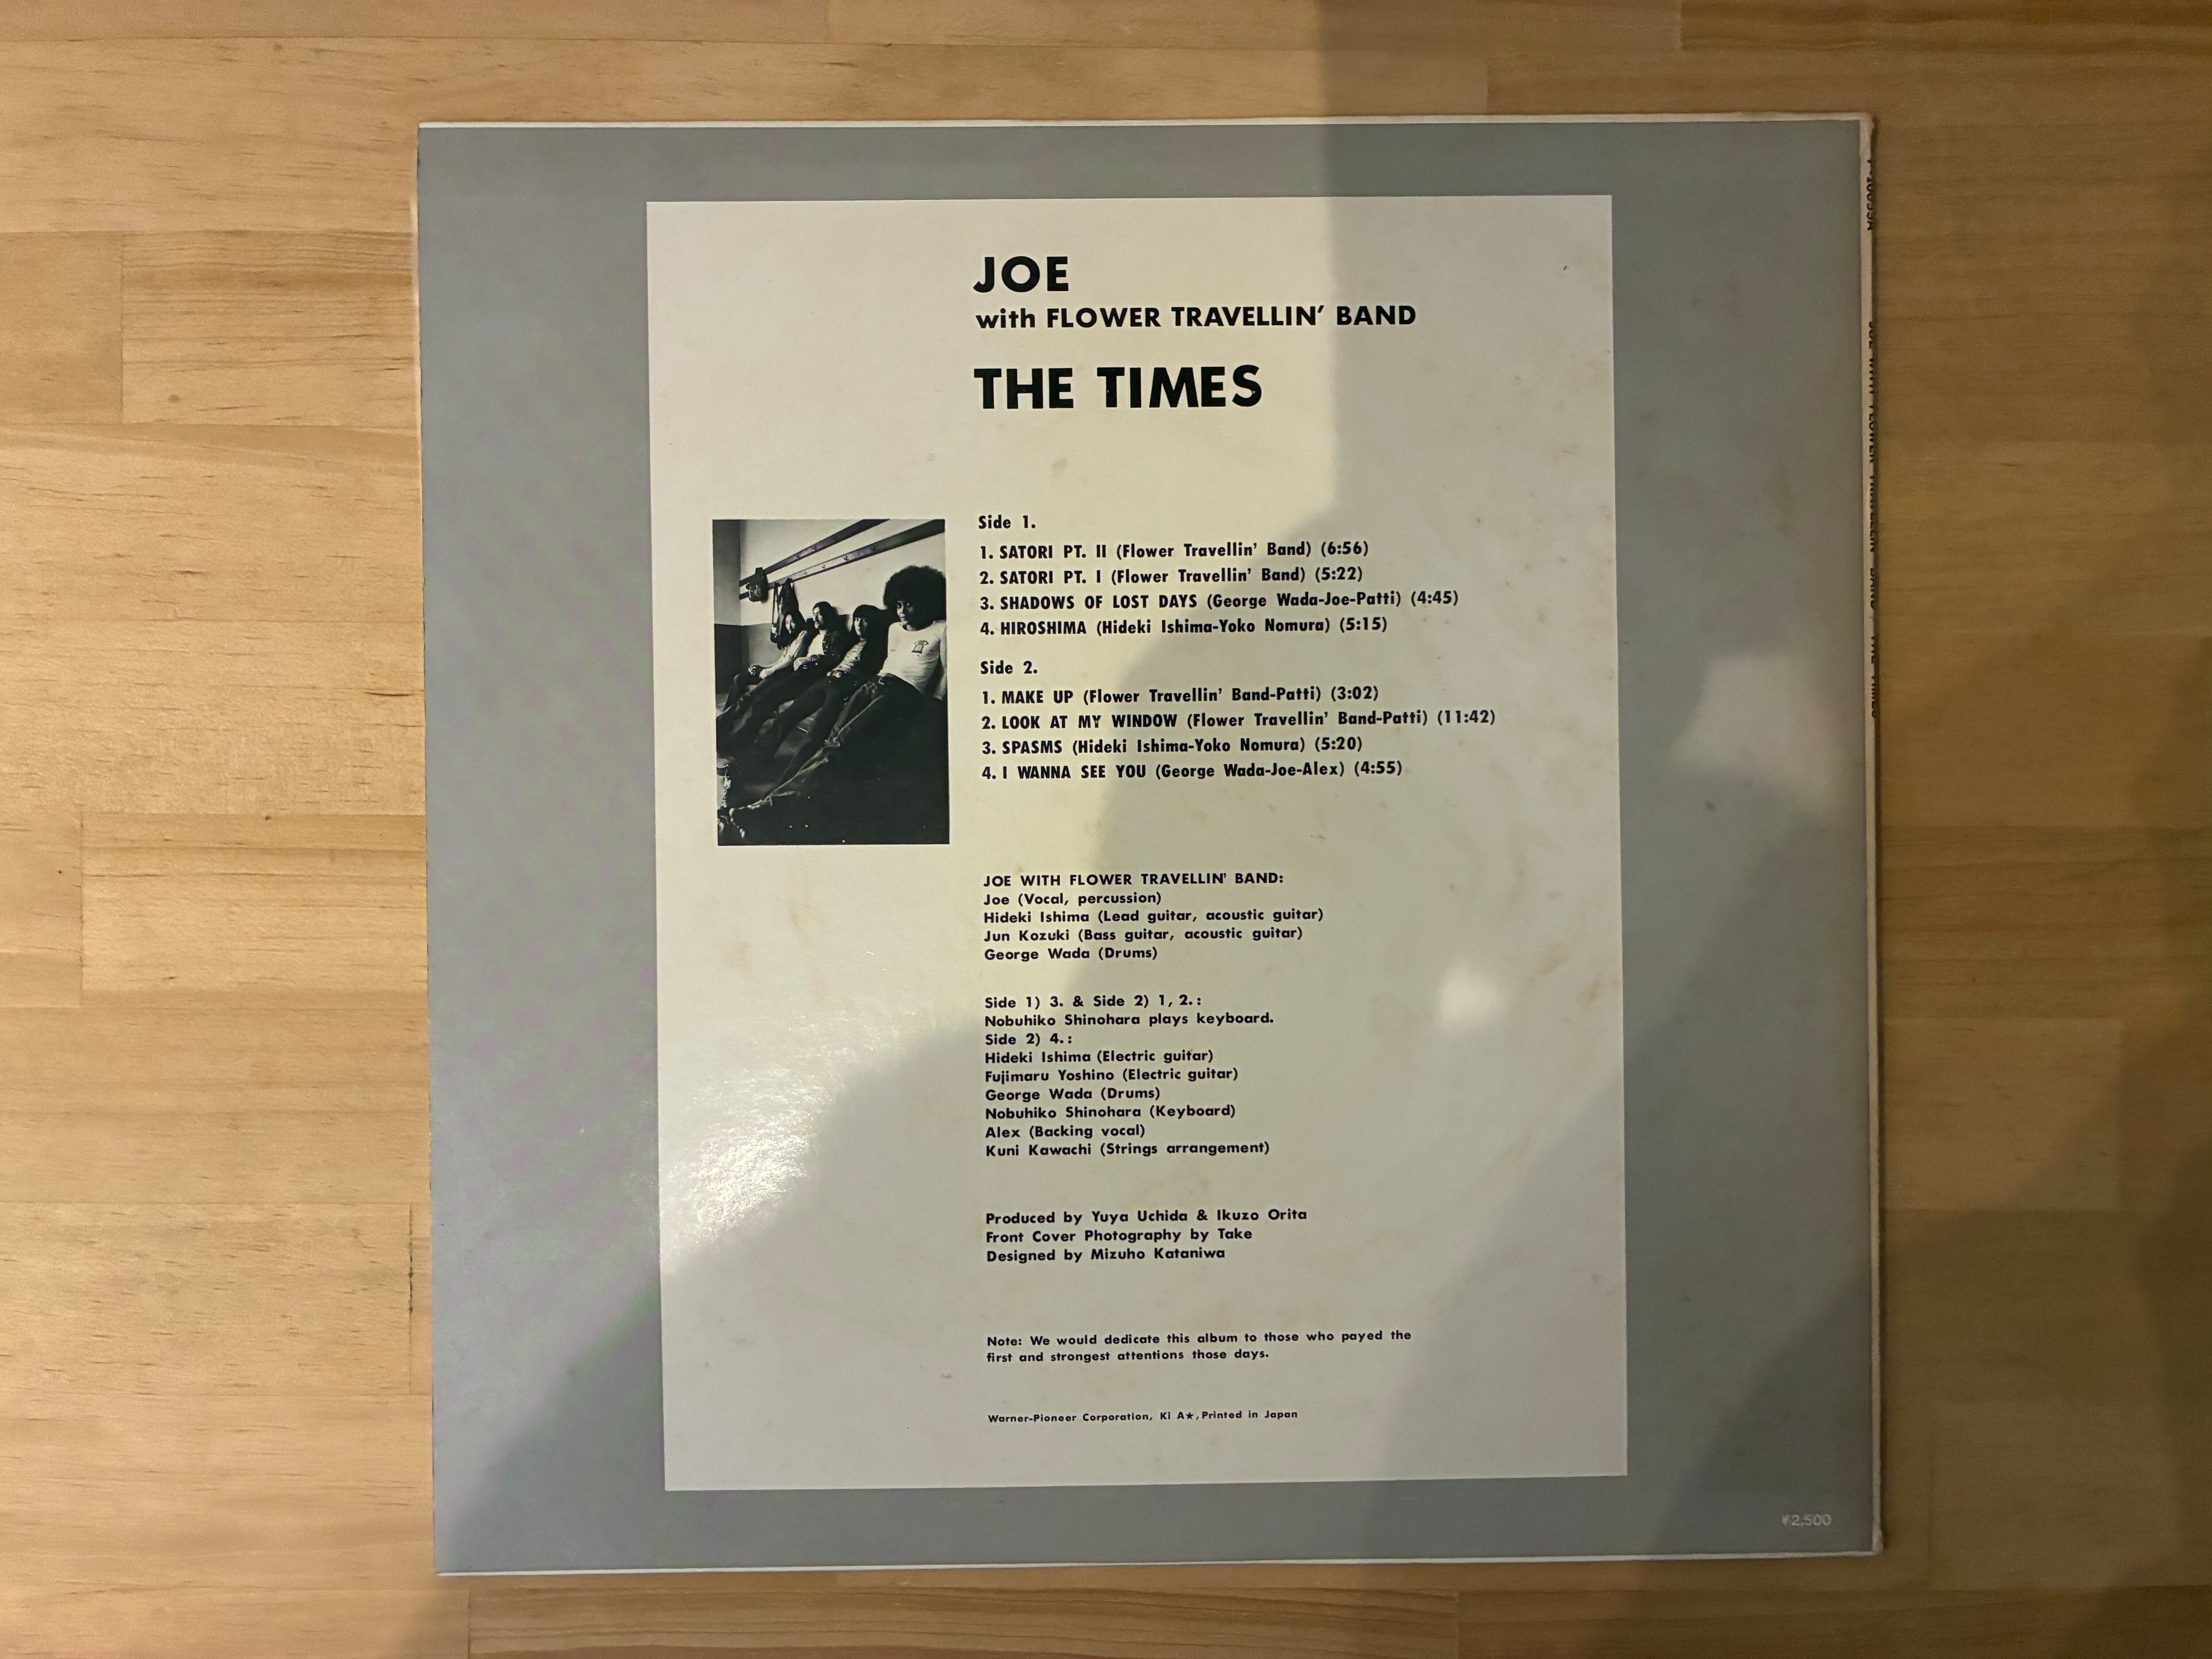 JOE
with FLOWER TRAVELLIN’ BAND
THE TIMES
Side 1.
1. SATORI PT. II (Flower Travellin’ Band) (6:56)
2. SATORI PT. I (Flower Travellin’ Band) (5:22)
3. SHADOWS OF LOST DAYS (George Wada-Joe-Patti) (4:45)
4. HIROSHIMA (Hideki Ishima-Yoko Nomura) (5:15)
Side 2.
1. MAKE UP (Flower Travellin’ Band-Patti) (3:02)
2. LOOK AT MY WINDOW (Flower Travellin’ Band-Patti) (11:42)
3. SPASMS (Hideki Ishima-Yoko Nomura) (5:20)
4. I WANNA SEE YOU (George Wada-Joe-Alex) (4:55)
JOE WITH FLOWER TRAVELLIN’ BAND:
Joe (Vocal, percussion)
Hideki Ishima (Lead guitar, acoustic guitar)
Jun Kozuki (Bass guitar, acoustic guitar)
George Wada (Drums)
Side 1) 3. & Side 2) 1, 2.:
Nobuhiko Shinohara plays keyboard.
Side 2) 4.:
Hideki Ishima (Electric guitar)
Fujimaru Yoshino (Electric guitar)
George Wada (Drums)
Nobuhiko Shinohara (Keyboard)
Alex (Backing vocal)
Kuni Kawachi (Strings arrangement)
Produced by Yuya Uchida & Ikuzo Orita
Front Cover Photography by Take
Designed by Mizuho Kataniwa
Note: We would dedicate this album to those who payed the
first and strongest attentions those days.
Warner-Pioneer Corporation, Ki A★, Printed in Japan
¥2,500